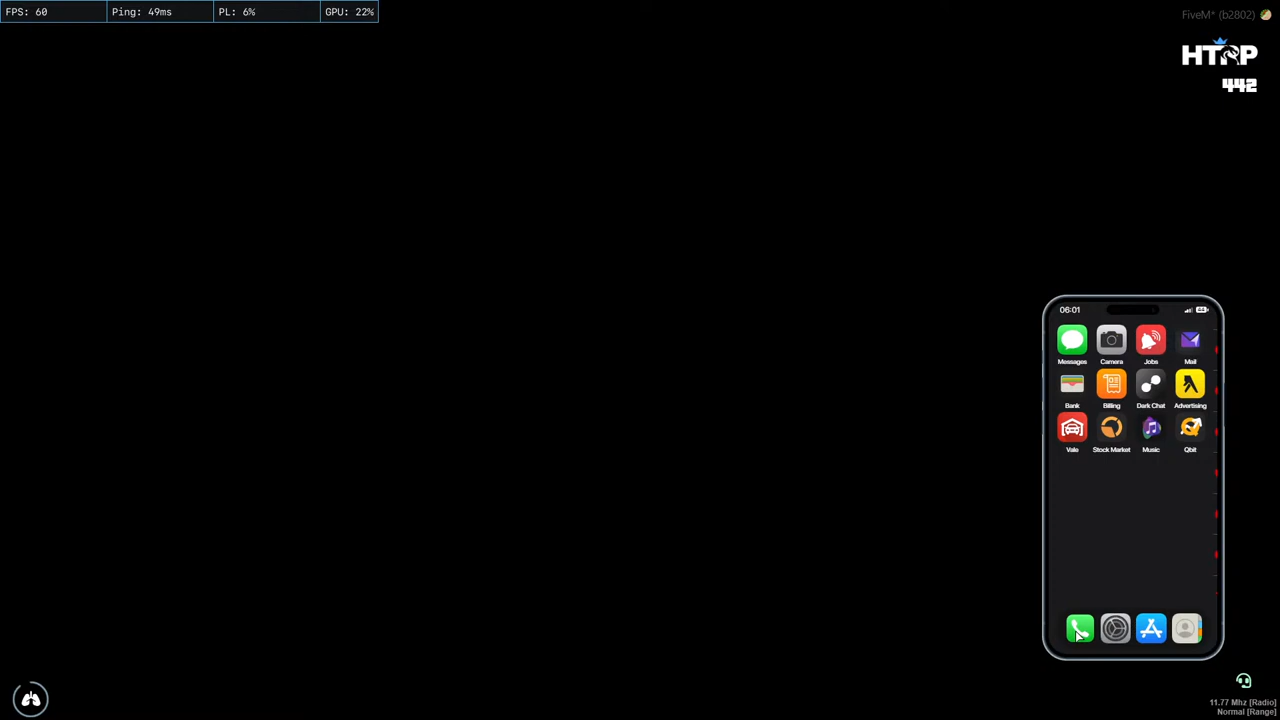 FPS: 60 Ping: 49ms PL: 6% GPU: 22%
FiveM* (b2802)
HTRP
442
06:01 44
Messages Camera Jobs Mail
Bank Billing Dark Chat Advertising
Vale Stock Market Music Qbit
11.77 Mhz [Radio]
Normal [Range]